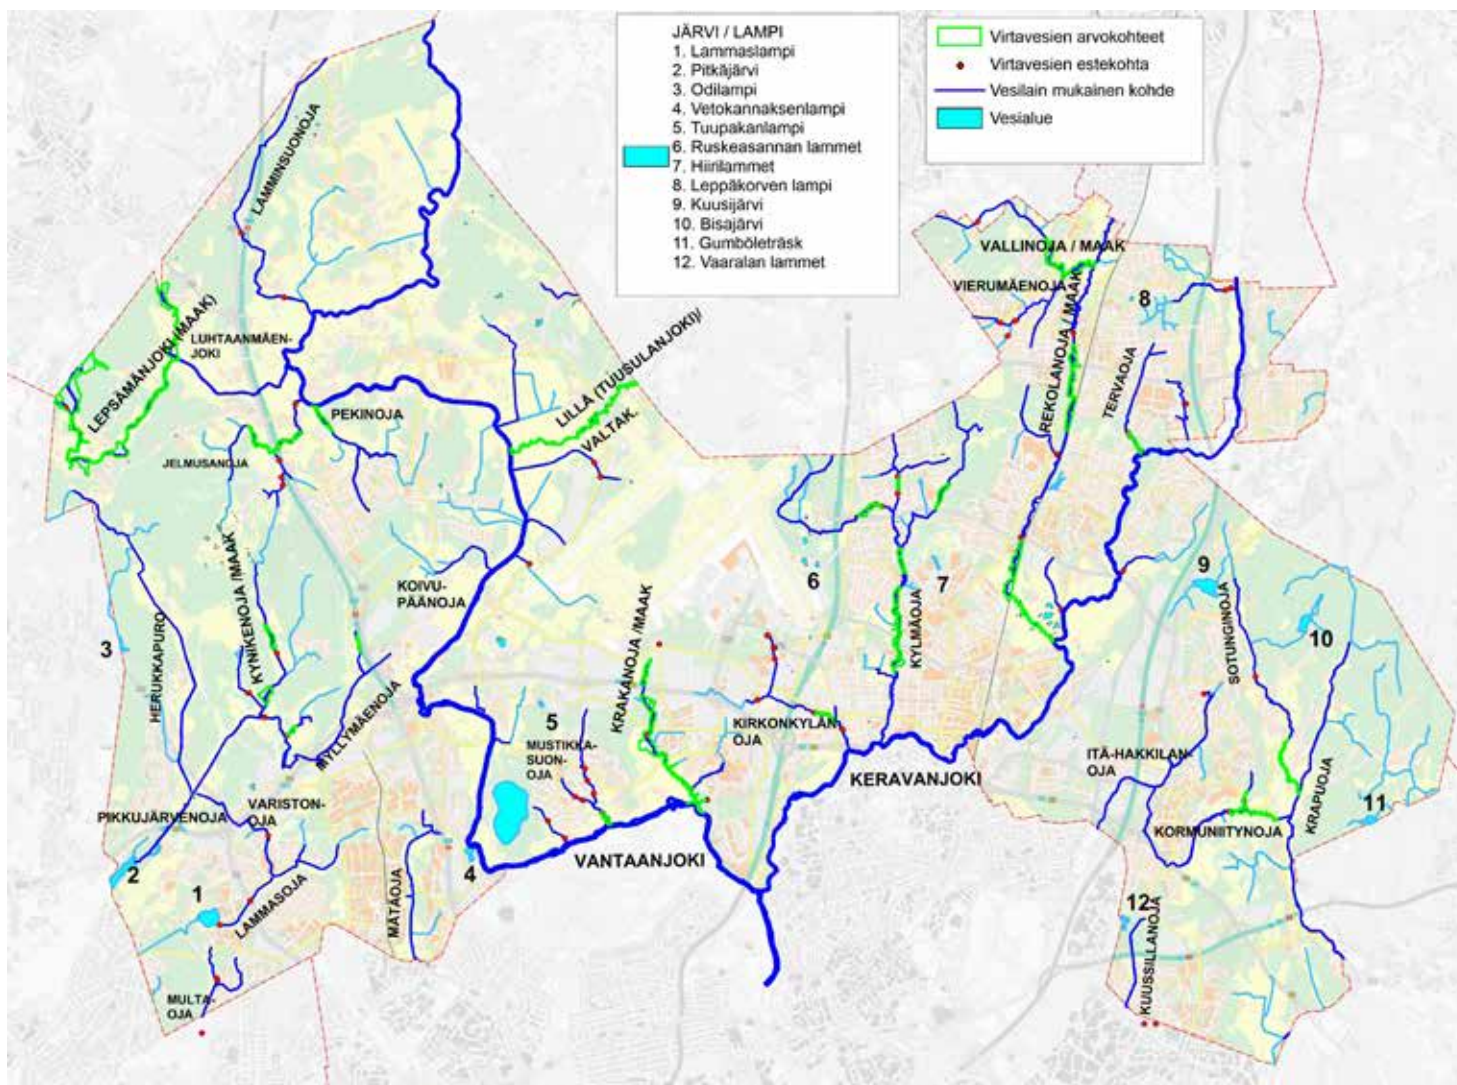 JÄRVI / LAMPI
1. Lammaslampi
2. Pitkäjärvi
3. Odilampi
4. Vetokannaksenlampi
5. Tuupakanlampi
6. Ruskeasannan lammet
7. Hiirilammet
8. Leppäkorven lampi
9. Kuusijärvi
10. Bisajärvi
11. Gumböleträsk
12. Vaaralan lammet
Virtavesien arvokohteet
Virtavesien estekohta
Vesilain mukainen kohde
Vesialue
LAMMINSUONOJA
LEPSÄMÄNJOKI (MAAK)
LUHTAANMÄEN-
JOKI
PEKINOJA
LILLÅ (TUUSULANJOKI)/
VALTAK.
JELMUSANOJA
KYNIKENOJA /MAAK
KOIVU-
PÄÄNOJA
HERUKKAPURO
3
MYLLYMÄENOJA
PIKKUJÄRVENOJA
VARISTON-
OJA
2
1
LAMMASOJA
MÄTÄOJA
MULTA-
OJA
4
5
MUSTIKKA-
SUON-
OJA
KRAKANOJA /MAAK
KIRKONKYLÄN-
OJA
VANTAANJOKI
KERAVANJOKI
6
7
KYLMÄOJA
VALLINOJA / MAAK
VIERUMÄENOJA
REKOLANOJA / MAAK
8
TERVAOJA
9
SOTUNGINOJA
10
ITÄ-HAKKILAN-
OJA
KORMUNIITYNOJA
KRAPUOJA
11
12
KUUSSILLANOJA